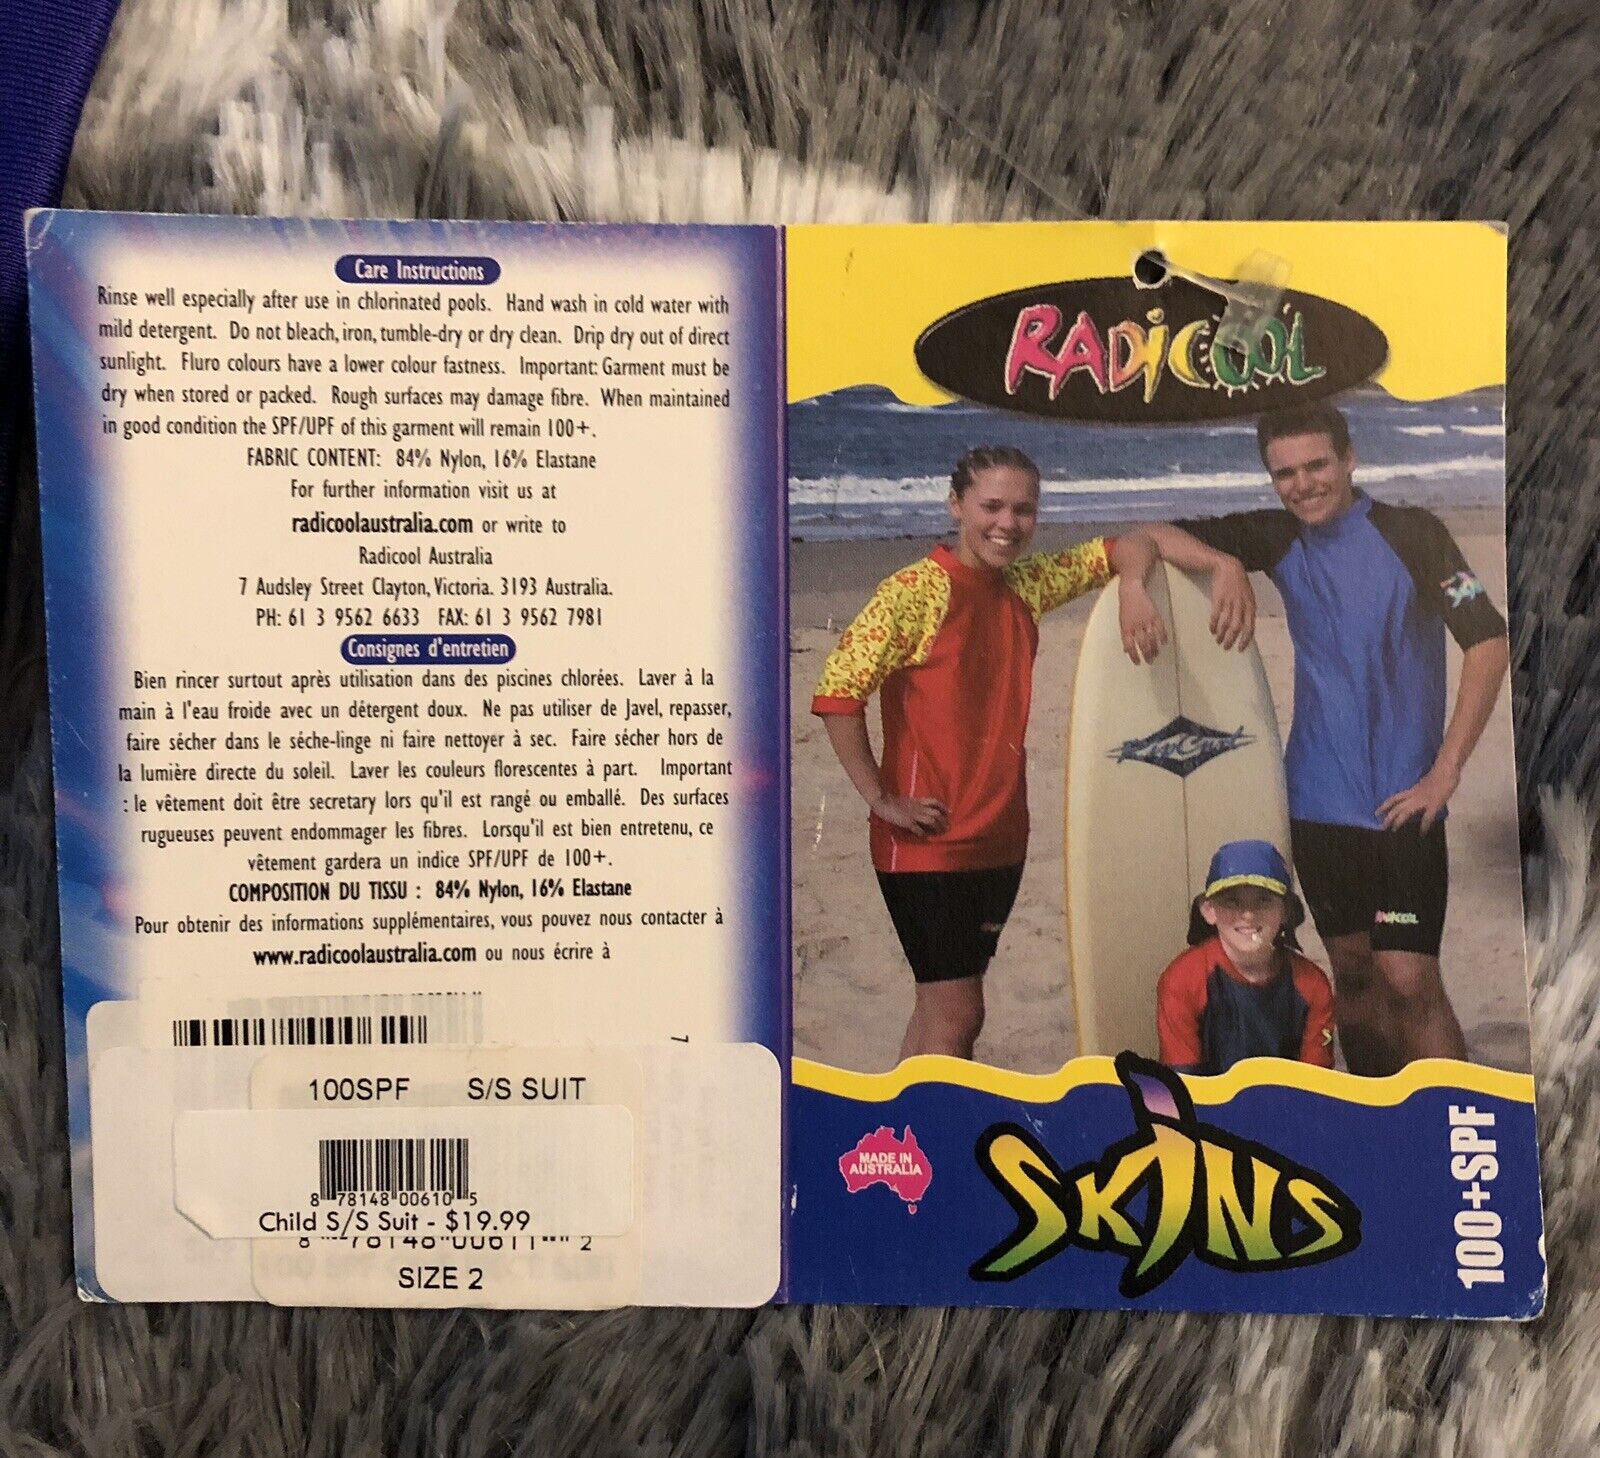 Care Instructions
Rinse well especially after use in chlorinated pools. Hand wash in cold water with
mild detergent. Do not bleach, iron, tumble-dry or dry clean. Drip dry out of direct
sunlight. Fluro colours have a lower colour fastness. Important: Garment must be
dry when stored or packed. Rough surfaces may damage fibre. When maintained
in good condition the SPF/UPF of this garment will remain 100+.
FABRIC CONTENT: 84% Nylon, 16% Elastane
For further information visit us at
radicoolaustralia.com or write to
Radicool Australia
7 Audsley Street Clayton, Victoria. 3193 Australia.
PH: 61 3 9562 6633 FAX: 61 3 9562 7981
Consignes d'entretien
Bien rincer surtout après utilisation dans des piscines chlorées. Laver à la
main à l'eau froide avec un détergent doux. Ne pas utiliser de Javel, repasser,
faire sécher dans le séche-linge ni faire nettoyer à sec. Faire sécher hors de
la lumière directe du soleil. Laver les couleurs florescentes à part. Important
: le vêtement doit être secretary lors qu'il est rangé ou emballé. Des surfaces
rugueuses peuvent endommager les fibres. Lorsqu'il est bien entretenu, ce
vêtement gardera un indice SPF/UPF de 100+.
COMPOSITION DU TISSU : 84% Nylon, 16% Elastane
Pour obtenir des informations supplémentaires, vous pouvez nous contacter à
www.radicoolaustralia.com ou nous écrire à
7
100SPF S/S SUIT
8 78148 00610 5
Child S/S Suit - $19.99
8 78148 00611 2
SIZE 2
RADICOOL
Rip Curl
RADICOOL
MADE IN
AUSTRALIA
SKINS
100+SPF